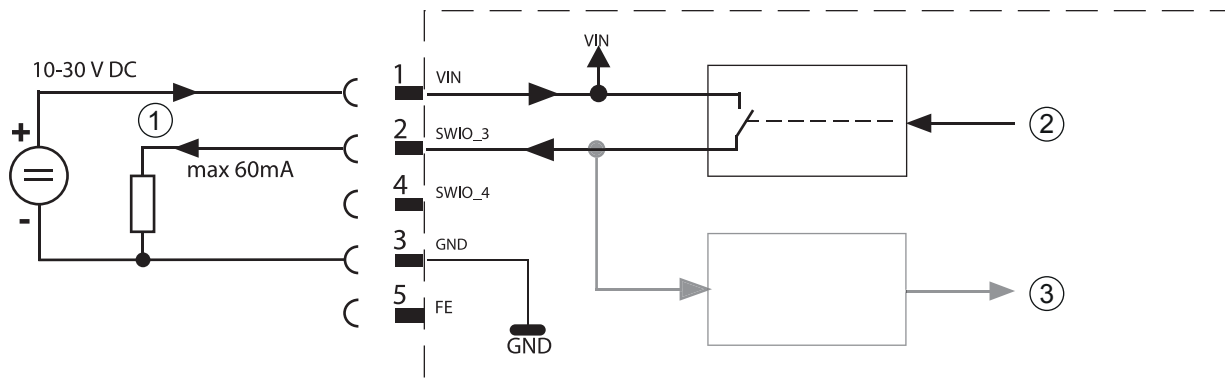 10-30 V DC
1
VIN
VIN
1
+
-
2
SWIO_3
max 60mA
2
4
SWIO_4
3
GND
5
FE
GND
3